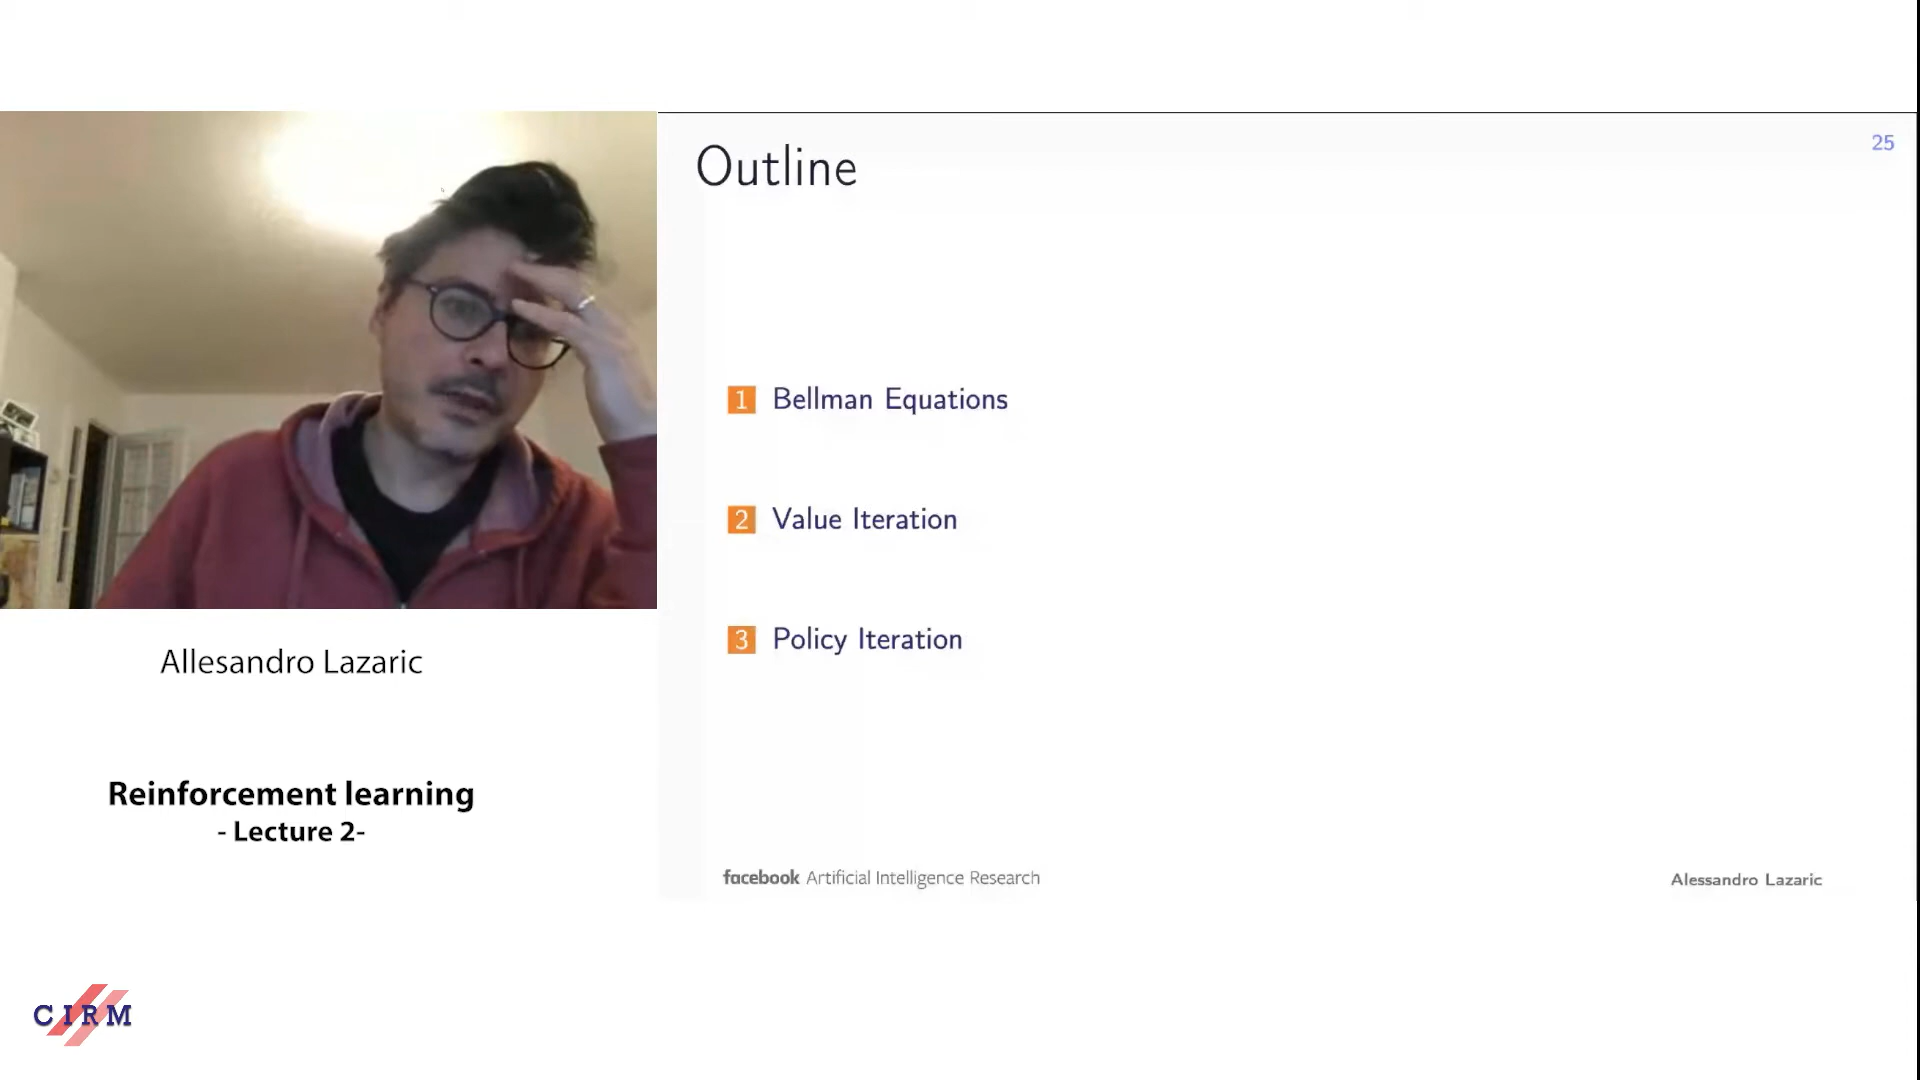 Outline
25
1 Bellman Equations
2 Value Iteration
3 Policy Iteration
facebook Artificial Intelligence Research
Alessandro Lazaric
Allesandro Lazaric
Reinforcement learning
- Lecture 2-
CIRM